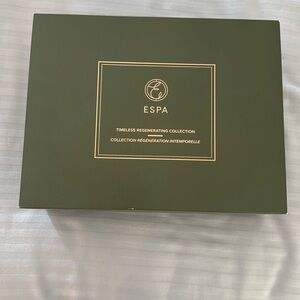 ESPA
TIMELESS REGENERATING COLLECTION
COLLECTION RÉGÉNÉRATION INTEMPORELLE